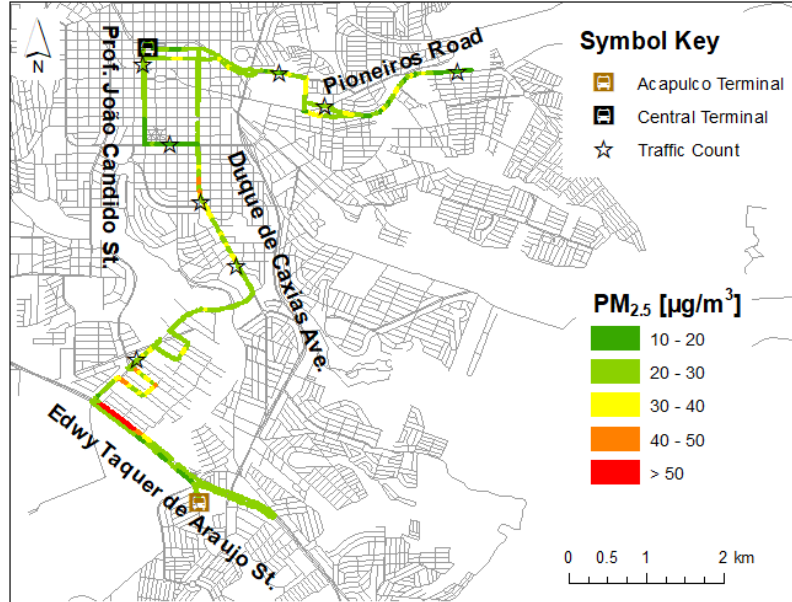 N
Prof. João Candido St.
Pioneiros Road
Duque de Caxias Ave.
Edwy Taquer de Araujo St.
Symbol Key
Acapulco Terminal
Central Terminal
Traffic Count
PM2.5 [µg/m³]
10 - 20
20 - 30
30 - 40
40 - 50
> 50
0 0.5 1 2 km